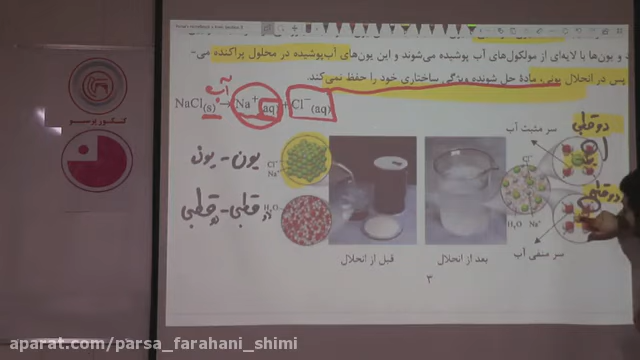 د و یون‌ها با لایه‌ای از مولکول‌های آب پوشیده می‌شوند و این یون‌های آب‌پوشیده در محلول پراکنده می-
پس در انحلال یونی، مادهٔ حل شونده ویژگی ساختاری خود را حفظ نمی‌کند.
آب
NaCl(s) → Na+(aq) + Cl−(aq)
دوقطبی
سر مثبت آب
یون - یون
Cl−
Na+
Cl−
دوقطبی
دوقطبی - دوقطبی
H2O
H2O Na+
سر منفی آب
قبل از انحلال
بعد از انحلال
۳
aparat.com/parsa_farahani_shimi